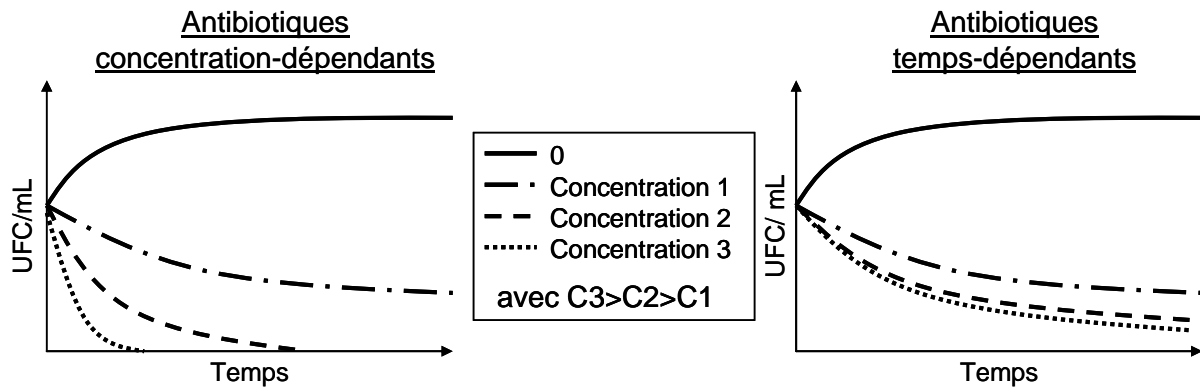 Antibiotiques
concentration-dépendants
UFC/mL
Temps
0
Concentration 1
Concentration 2
Concentration 3
avec C3>C2>C1
Antibiotiques
temps-dépendants
UFC/ mL
Temps